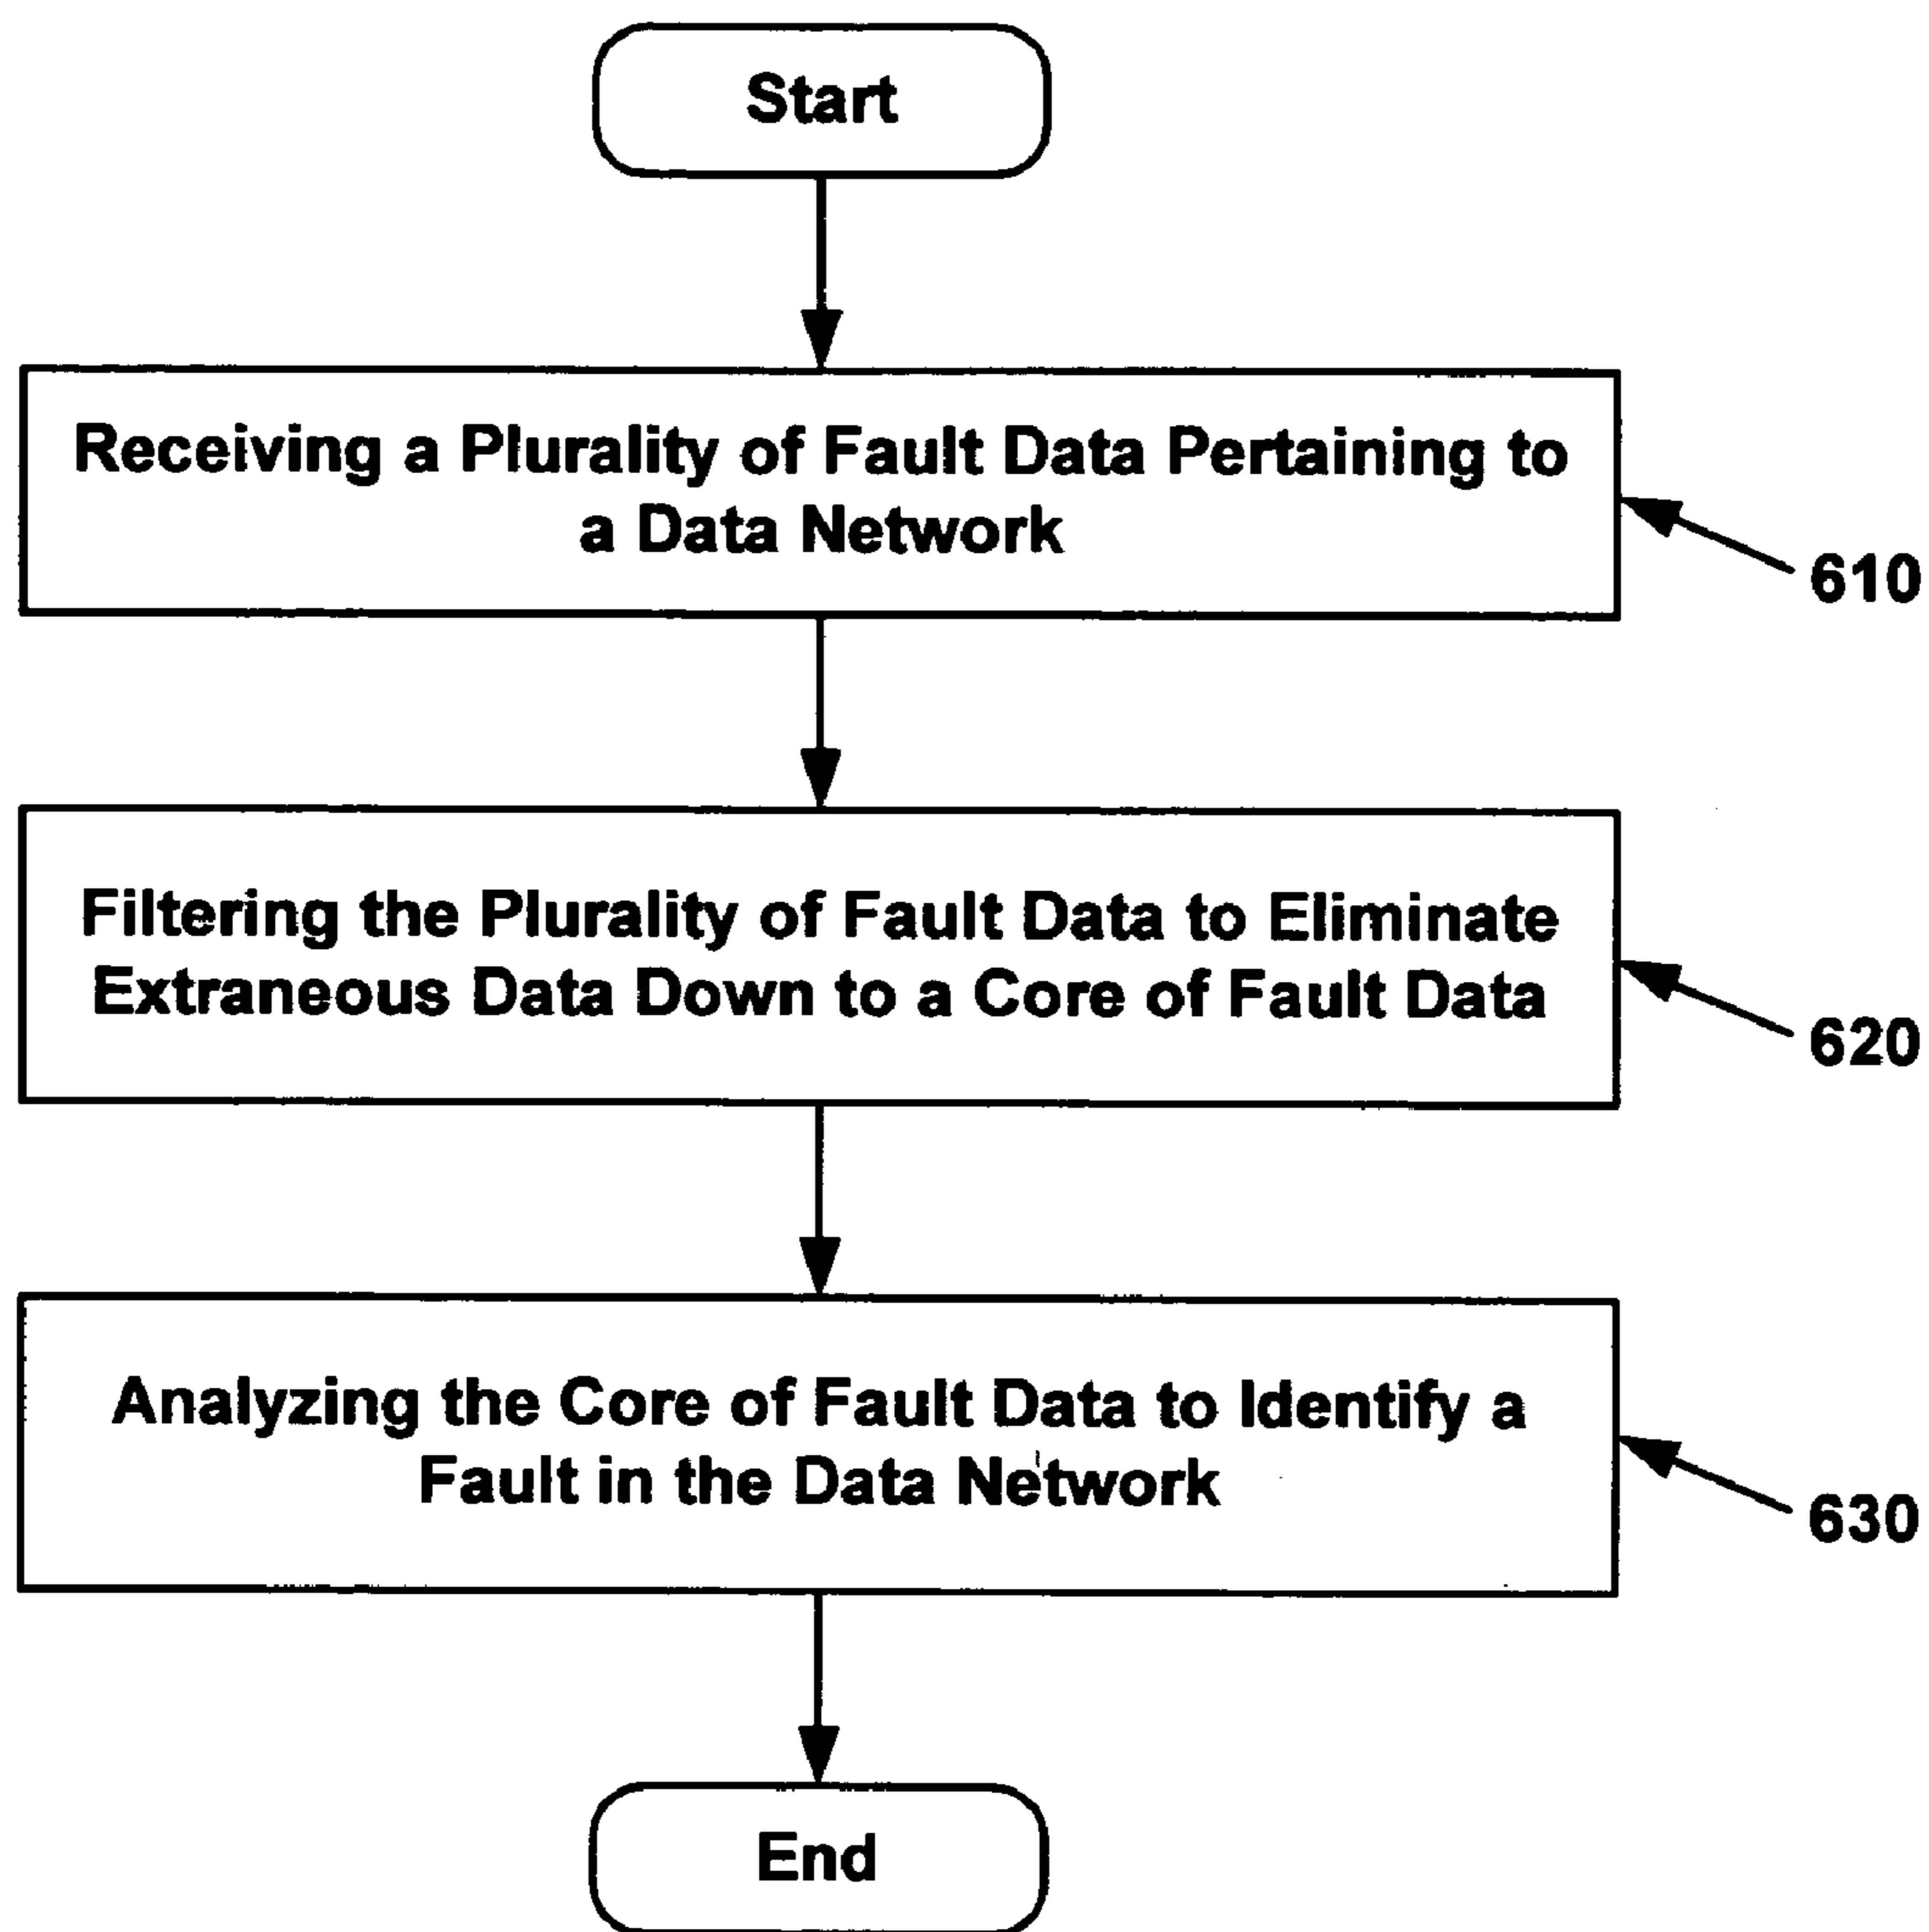 Start
Receiving a Plurality of Fault Data Pertaining to
a Data Network
610
Filtering the Plurality of Fault Data to Eliminate
Extraneous Data Down to a Core of Fault Data
620
Analyzing the Core of Fault Data to Identify a
Fault in the Data Network
630
End